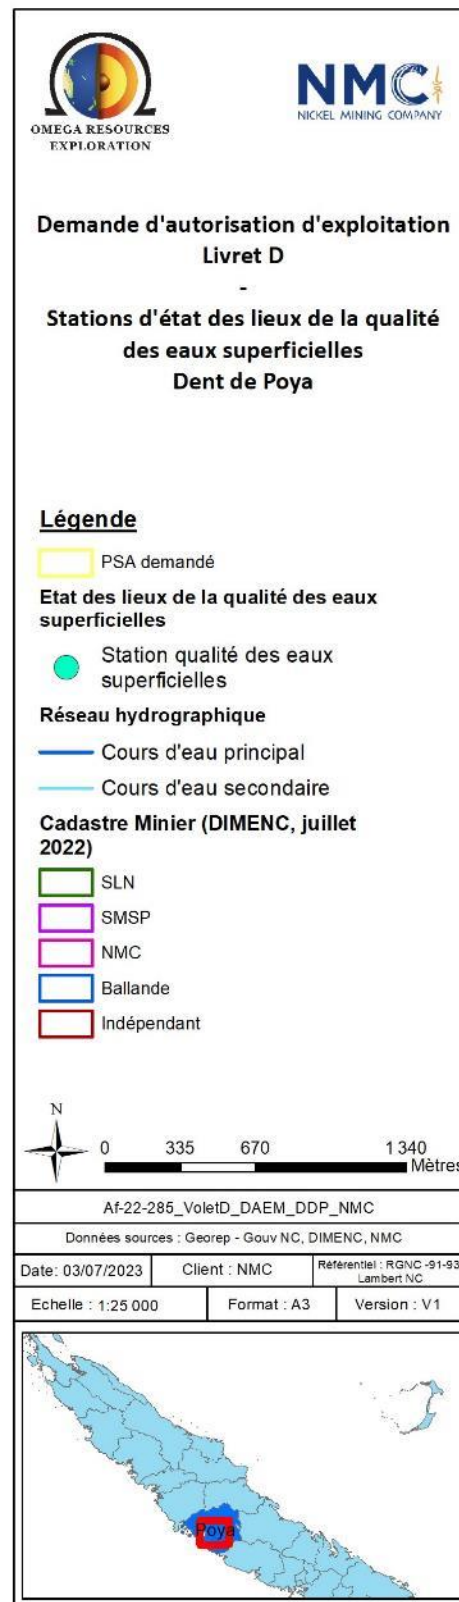 OMEGA RESOURCES
EXPLORATION
NMC
NICKEL MINING COMPANY
Demande d'autorisation d'exploitation
Livret D
-
Stations d'état des lieux de la qualité
des eaux superficielles
Dent de Poya
Légende
PSA demandé
Etat des lieux de la qualité des eaux
superficielles
Station qualité des eaux
superficielles
Réseau hydrographique
Cours d'eau principal
Cours d'eau secondaire
Cadastre Minier (DIMENC, juillet
2022)
SLN
SMSP
NMC
Ballande
Indépendant
N
0 335 670 1 340
Mètres
Af-22-285_VoletD_DAEM_DDP_NMC
Données sources : Georep - Gouv NC, DIMENC, NMC
Date: 03/07/2023
Client : NMC
Référentiel : RGNC -91-93
Lambert NC
Echelle : 1:25 000
Format : A3
Version : V1
Poya